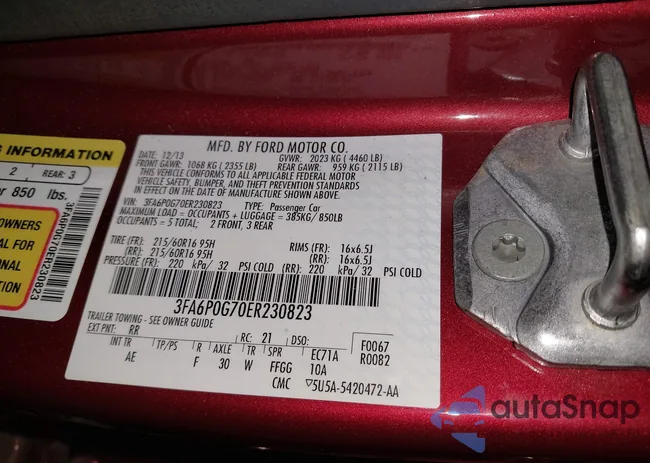 G INFORMATION
2 REAR: 3
or 850 lbs.
OWNERS
AL FOR
ONAL
TION
3FA6P0G70ER230823
MFD. BY FORD MOTOR CO.
DATE: 12/13 GVWR: 2023 KG ( 4460 LB)
FRONT GAWR: 1068 KG ( 2355 LB) REAR GAWR: 959 KG ( 2115 LB)
THIS VEHICLE CONFORMS TO ALL APPLICABLE FEDERAL MOTOR
VEHICLE SAFETY, BUMPER, AND THEFT PREVENTION STANDARDS
IN EFFECT ON THE DATE OF MANUFACTURE SHOWN ABOVE.
VIN: 3FA6P0G70ER230823 TYPE: Passenger Car
MAXIMUM LOAD = OCCUPANTS + LUGGAGE = 385KG/850LB
OCCUPANTS = 5 TOTAL: 2 FRONT, 3 REAR
TIRE (FR): 215/60R16 95H RIMS (FR): 16x6.5J
(RR): 215/60R16 95H (RR): 16x6.5J
PRESSURE (FR): 220 kPa/ 32 PSI COLD (RR): 220 kPa/ 32 PSI COLD
3FA6P0G70ER230823
TRAILER TOWING - SEE OWNER GUIDE
EXT PNT: RR RC: 21 DSO: F0067
R0082
INT TR TP/PS R AXLE TR SPR EC71A
AE F 30 W FFGG 10A
CMC ▽5U5A-5420472-AA
autoSnap